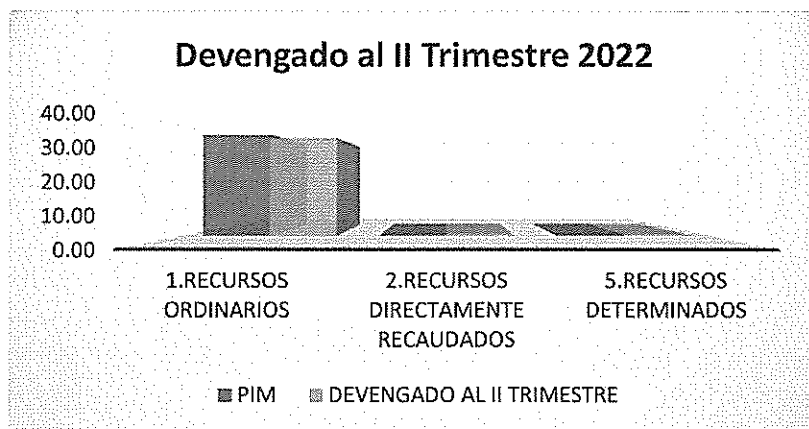 Devengado al II Trimestre 2022
40.00
30.00
20.00
10.00
0.00
1.RECURSOS ORDINARIOS
2.RECURSOS DIRECTAMENTE RECAUDADOS
5.RECURSOS DETERMINADOS
PIM
DEVENGADO AL II TRIMESTRE